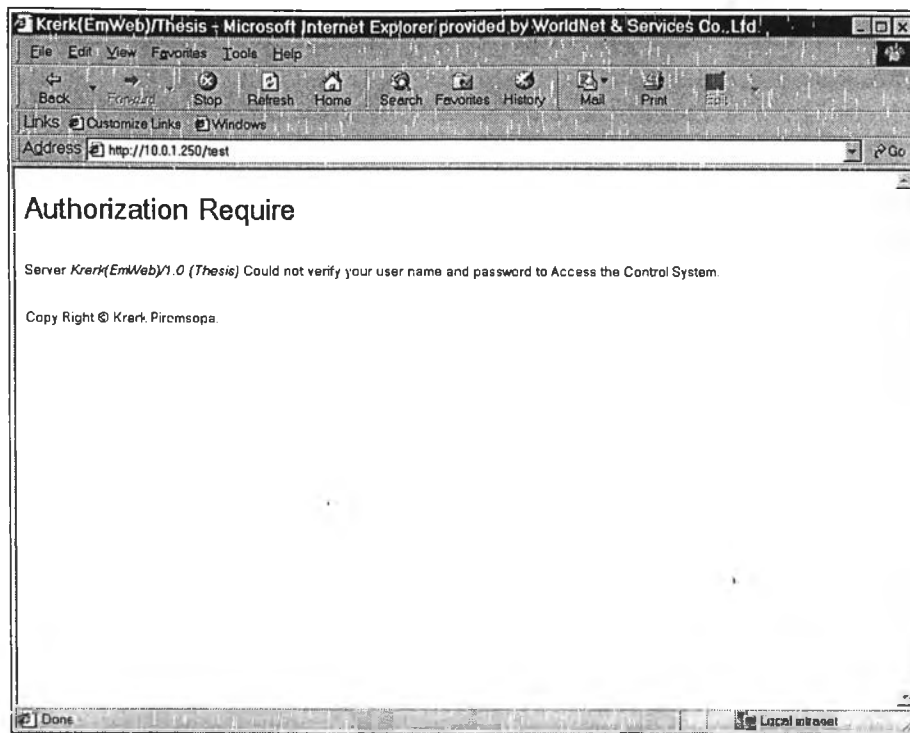 Krerk(EmWeb)/Thesis - Microsoft Internet Explorer provided by WorldNet & Services Co.,Ltd.
File Edit View Favorites Tools Help
Back Forward Stop Refresh Home Search Favorites History Mail Print Edit
Links Customize Links Windows
Address http://10.0.1.250/test Go
Authorization Require
Server Krerk(EmWeb)/1.0 (Thesis) Could not verify your user name and password to Access the Control System.
Copy Right © Krerk Piromsopa.
Done Local intranet